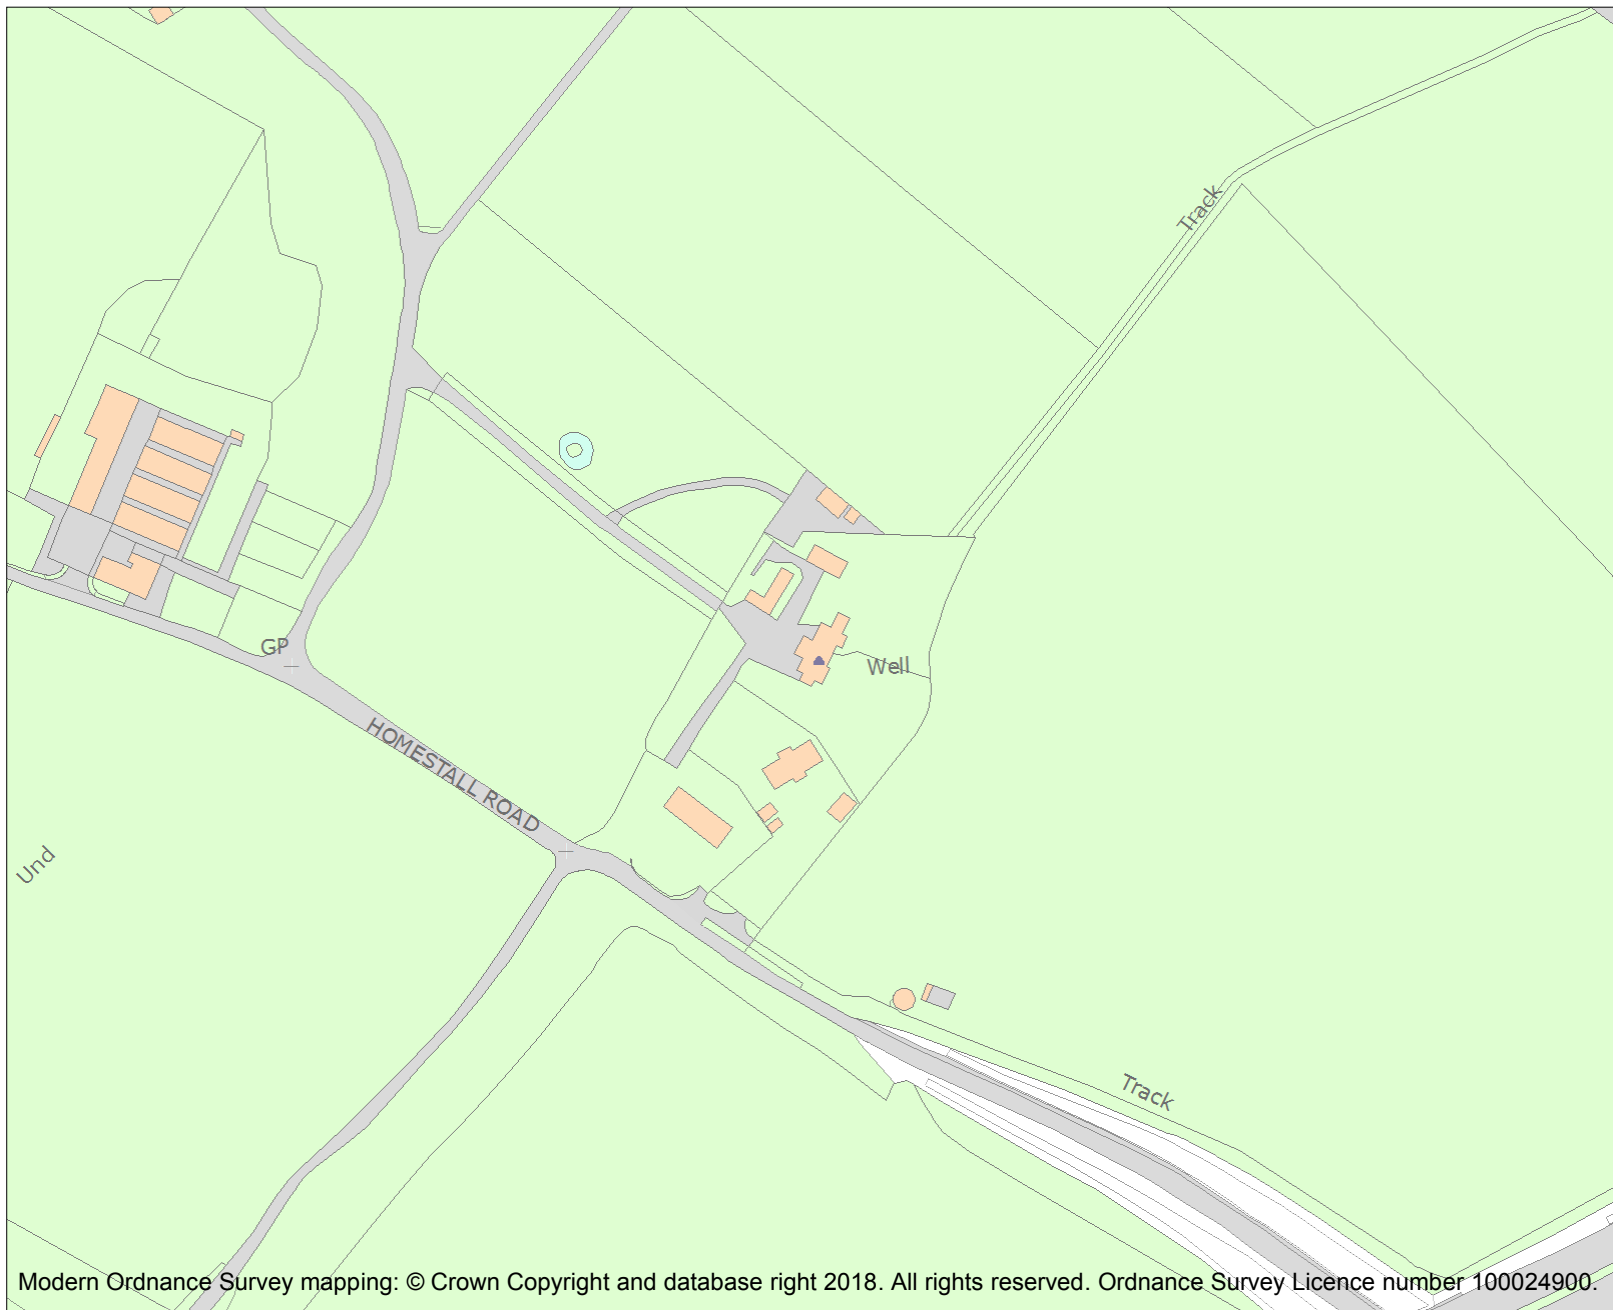 Track
GP
Well
HOMESTALL ROAD
Und
Track
Modern Ordnance Survey mapping: © Crown Copyright and database right 2018. All rights reserved. Ordnance Survey Licence number 100024900.